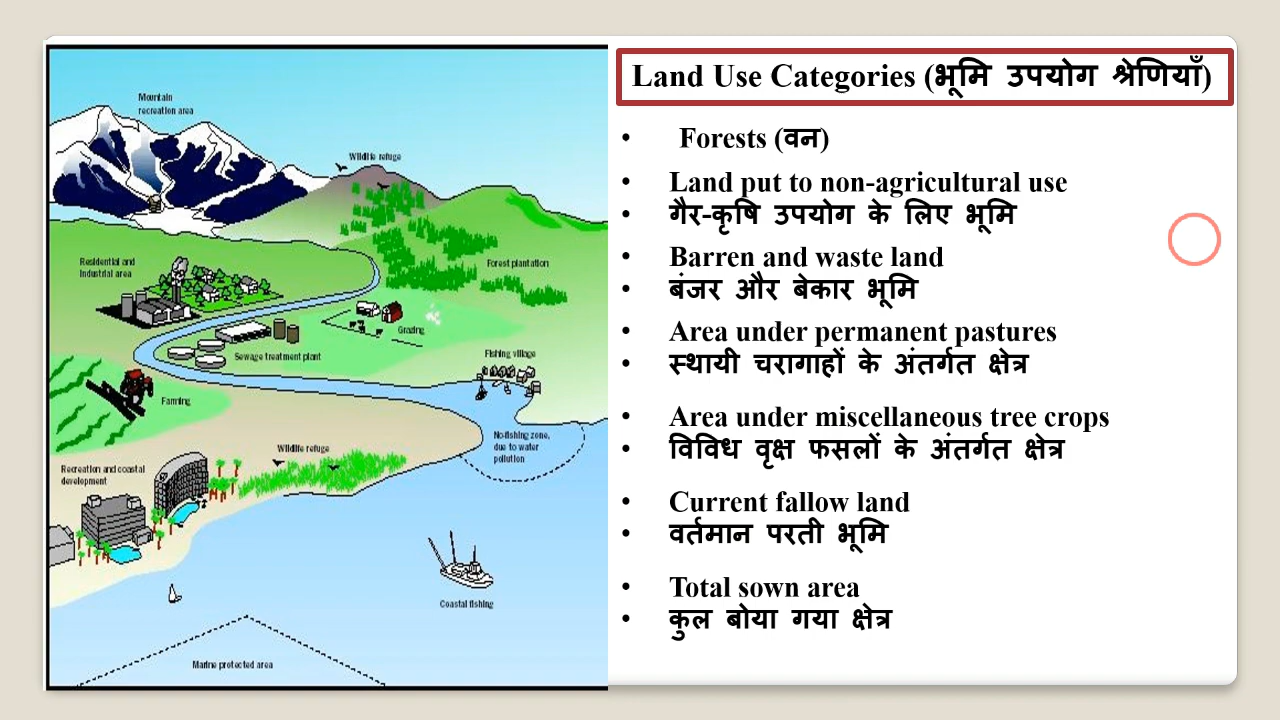 Land Use Categories (भूमि उपयोग श्रेणियाँ)
• Forests (वन)
• Land put to non-agricultural use
• गैर-कृषि उपयोग के लिए भूमि
• Barren and waste land
• बंजर और बेकार भूमि
• Area under permanent pastures
• स्थायी चरागाहों के अंतर्गत क्षेत्र
• Area under miscellaneous tree crops
• विविध वृक्ष फसलों के अंतर्गत क्षेत्र
• Current fallow land
• वर्तमान परती भूमि
• Total sown area
• कुल बोया गया क्षेत्र
Mountain
recreation area
Wildlife refuge
Residential and
industrial area
Forest plantation
Grazing
Sewage treatment plant
Fishing village
Farming
No-fishing zone,
due to water
pollution
Wildlife refuge
Recreation and coastal
development
Coastal fishing
Marine protected area